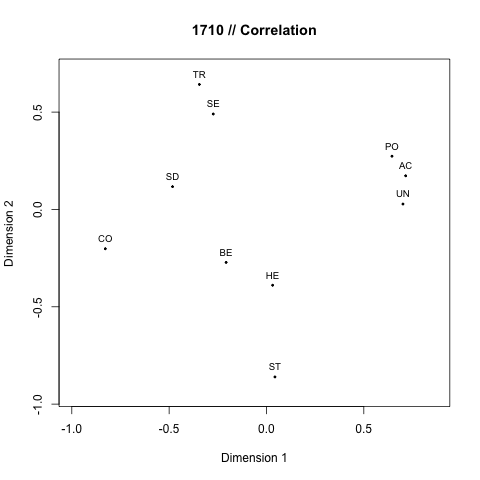 1710 // Correlation
TR
SE
PO
AC
SD
UN
CO
BE
HE
ST
0.5
0.0
-0.5
-1.0
Dimension 2
-1.0 -0.5 0.0 0.5
Dimension 1